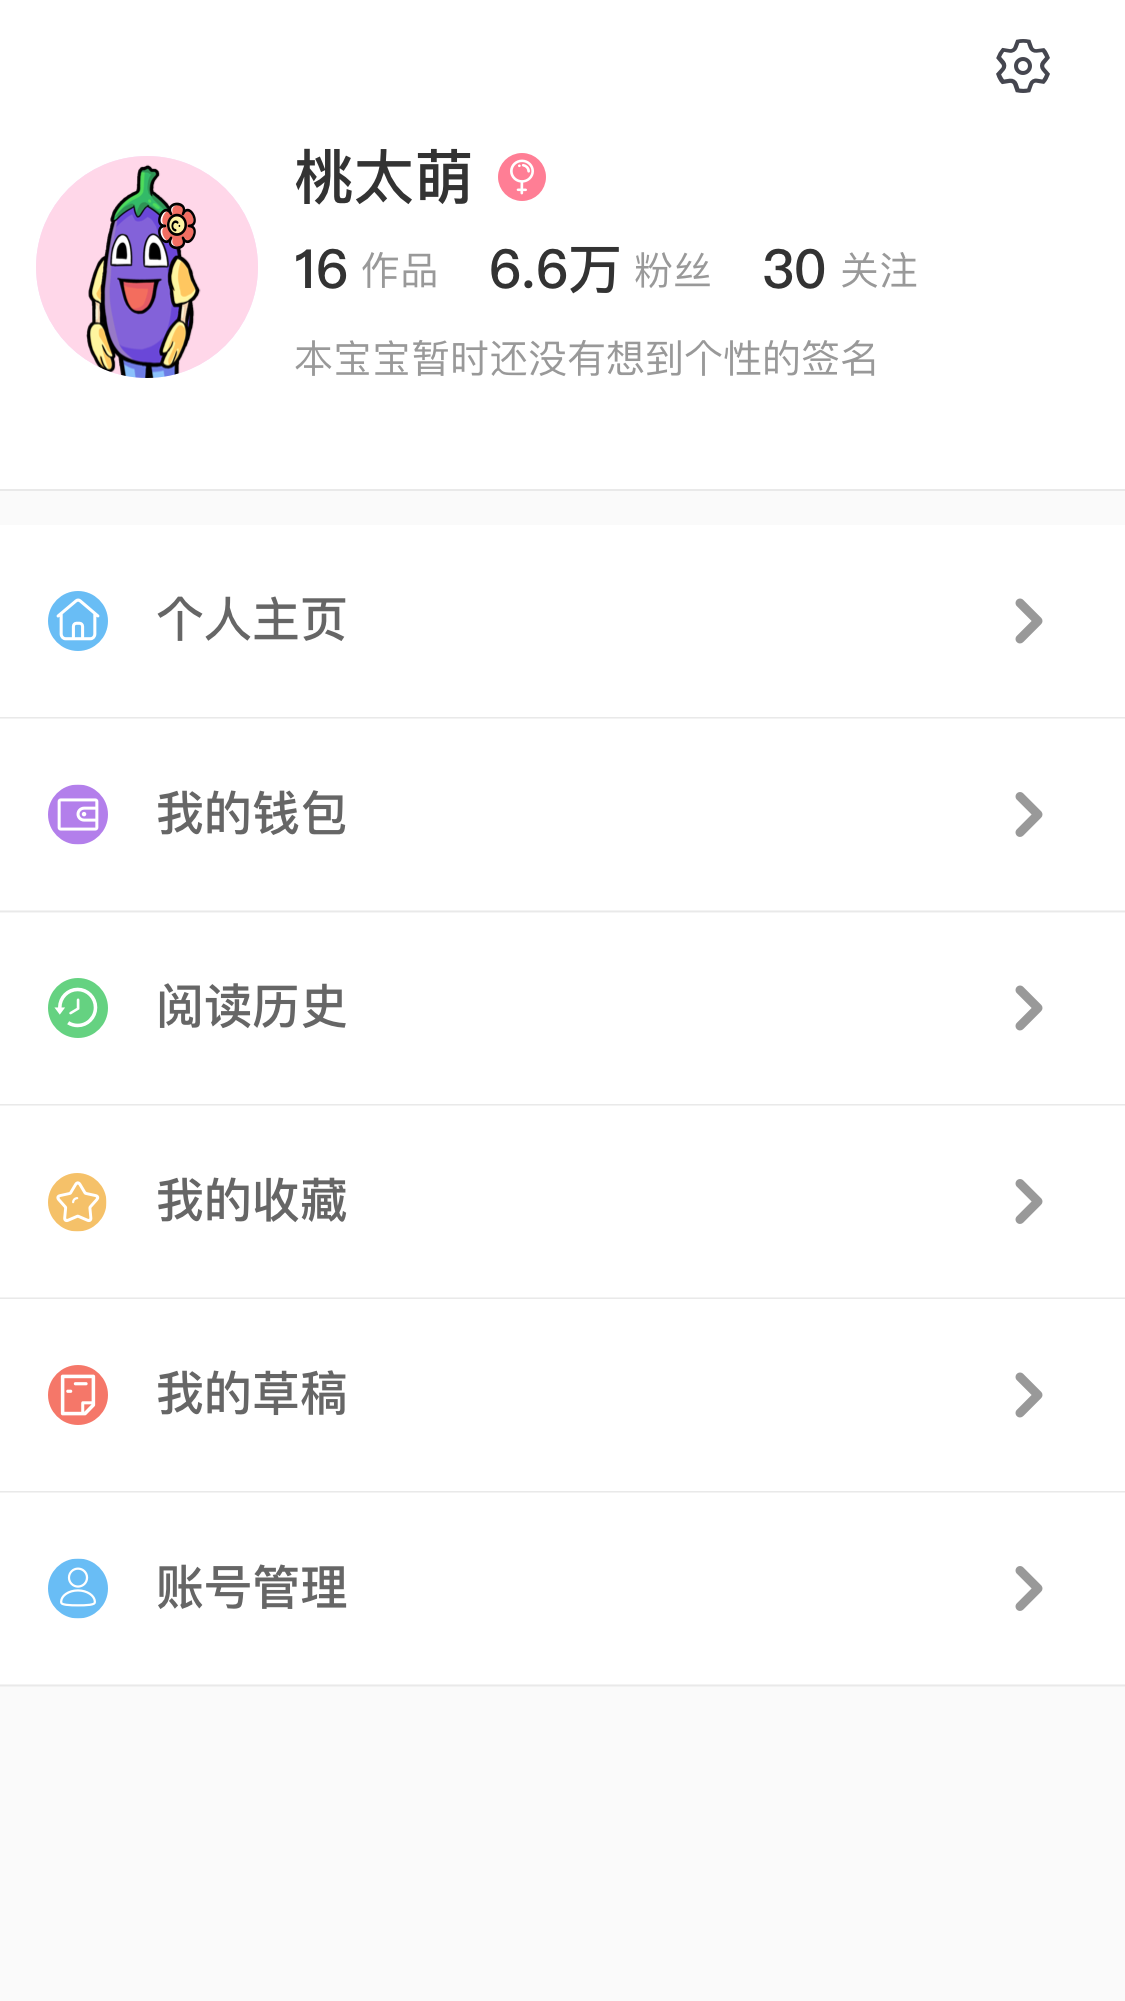 桃太萌
16 作品 6.6万 粉丝 30 关注
本宝宝暂时还没有想到个性的签名
个人主页
我的钱包
阅读历史
我的收藏
我的草稿
账号管理